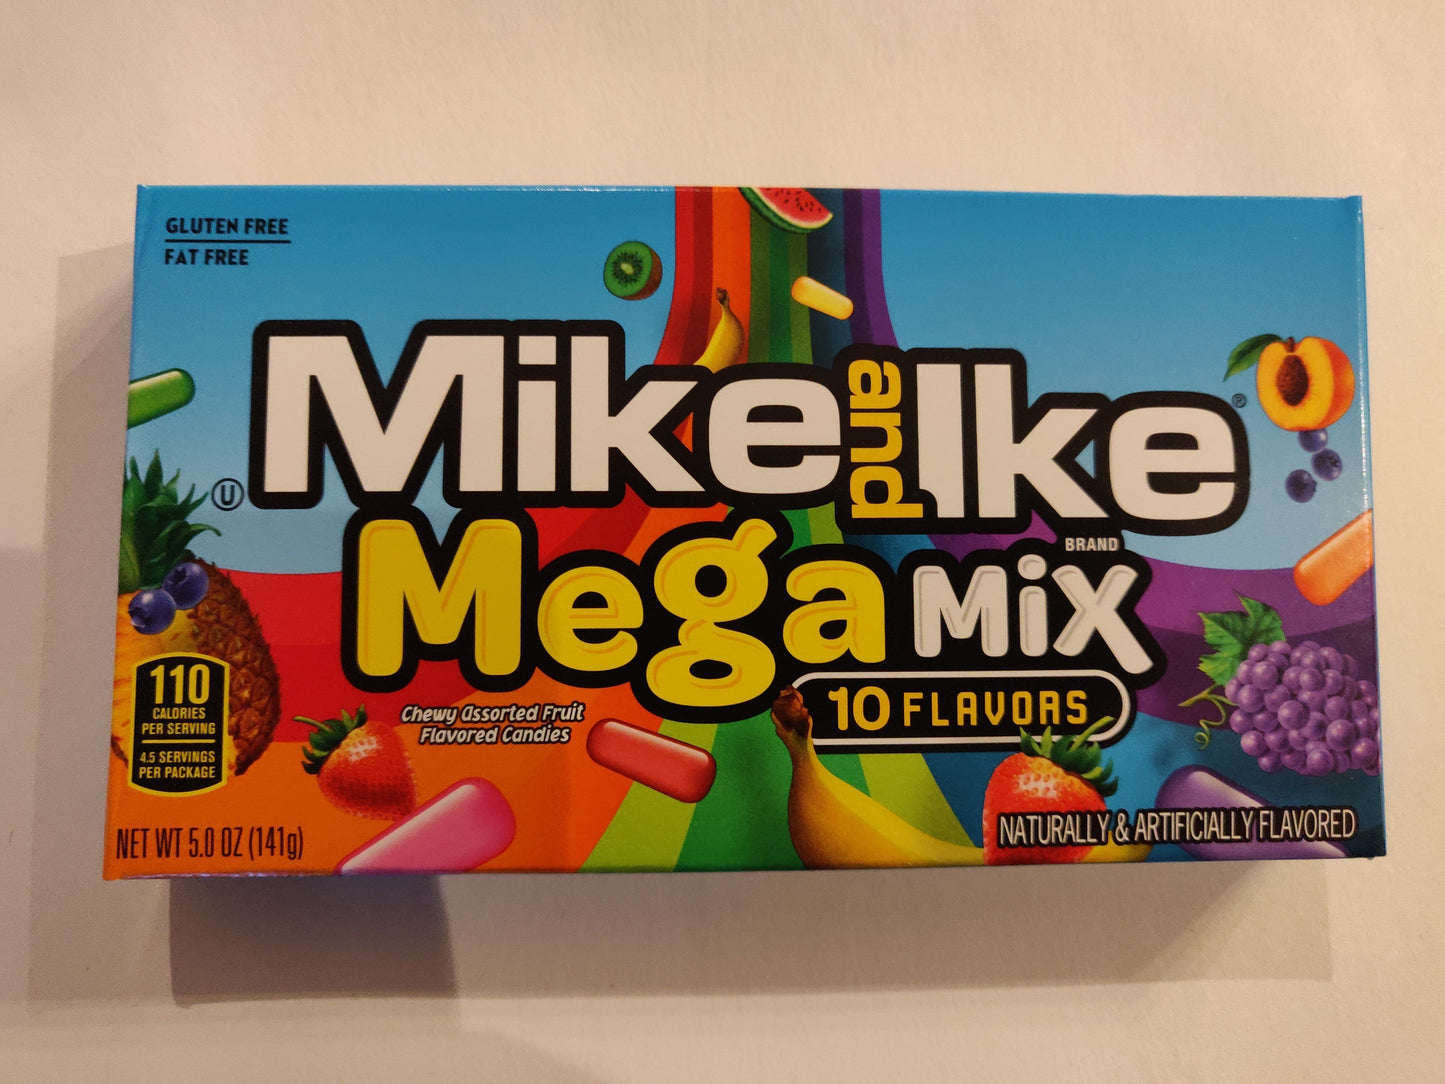 GLUTEN FREE
FAT FREE
Mike and Ike ®
Ⓤ
BRAND
Mega Mix
10 FLAVORS
110
CALORIES
PER SERVING
4.5 SERVINGS
PER PACKAGE
Chewy Assorted Fruit
Flavored Candies
NET WT 5.0 OZ (141g)
NATURALLY & ARTIFICIALLY FLAVORED